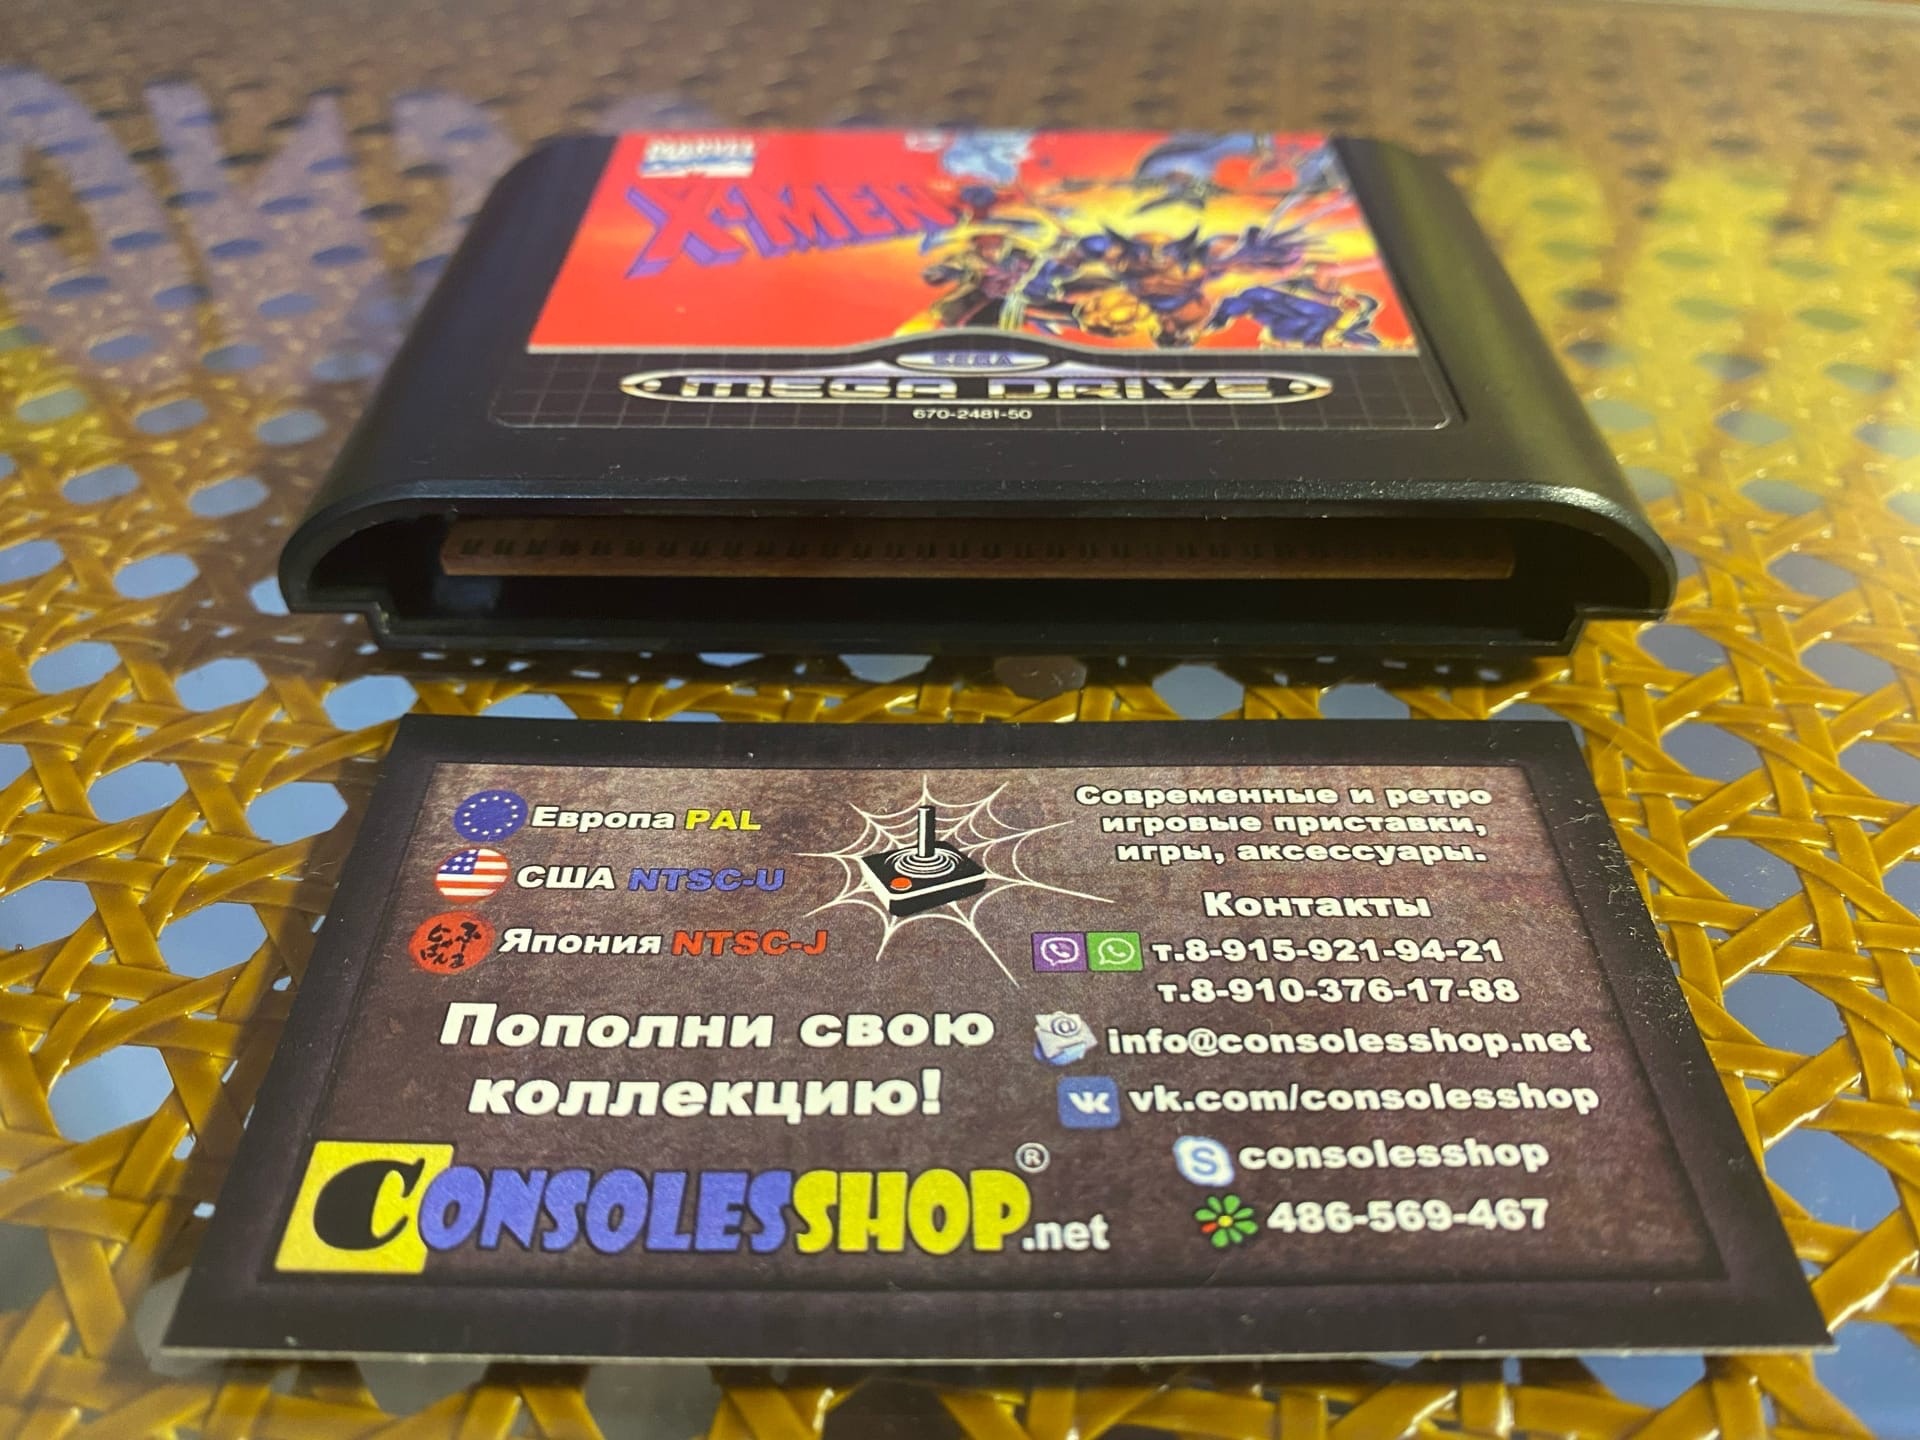 MARVEL
X-MEN
SEGA
MEGA DRIVE
670-2481-50
Европа PAL
США NTSC-U
Япония NTSC-J
Пополни свою
коллекцию!
CONSOLESSHOP®.net
Современные и ретро
игровые приставки,
игры, аксессуары.
Контакты
т.8-915-921-94-21
т.8-910-376-17-88
info@consolesshop.net
vk.com/consolesshop
consolesshop
486-569-467